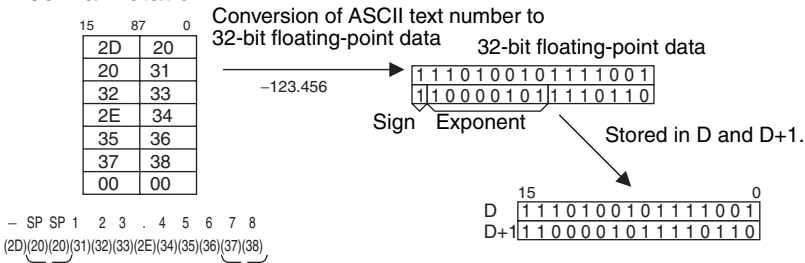 Conversion of ASCII text number to
32-bit floating-point data
15 87 0
2D 20
20 31
32 33
2E 34
35 36
37 38
00 00
−123.456
32-bit floating-point data
1 1 1 0 1 0 0 1 0 1 1 1 1 0 0 1
1 1 0 0 0 0 1 0 1 1 1 1 0 1 1 0
Sign Exponent
Stored in D and D+1.
15 0
D 1 1 1 0 1 0 0 1 0 1 1 1 1 0 0 1
D+1 1 1 0 0 0 0 1 0 1 1 1 1 0 1 1 0
− SP SP 1 2 3 . 4 5 6 7 8
(2D)(20)(20)(31)(32)(33)(2E)(34)(35)(36)(37)(38)